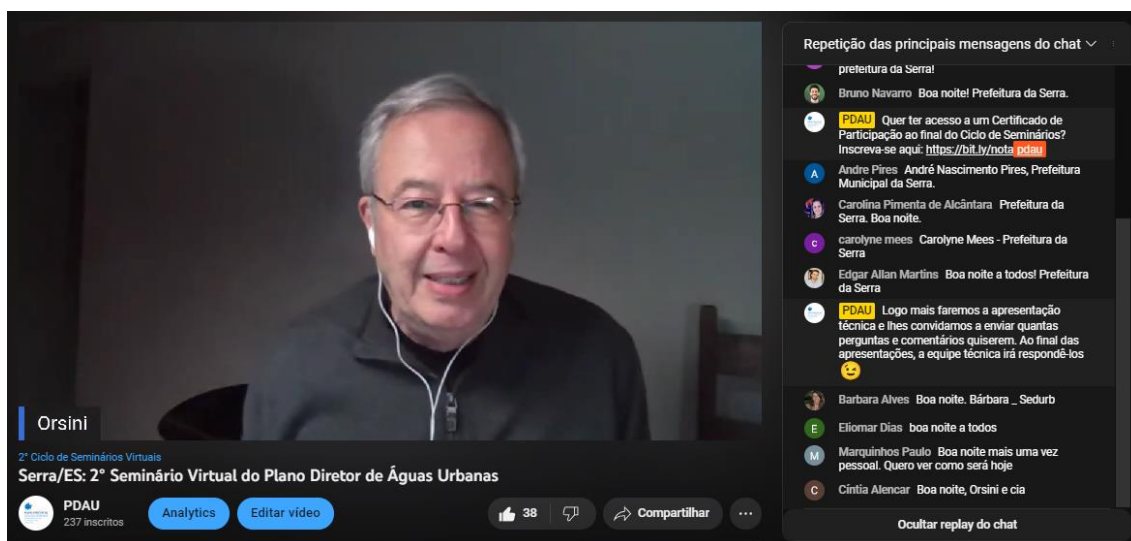 Orsini
2° Ciclo de Seminários Virtuais
Serra/ES: 2° Seminário Virtual do Plano Diretor de Águas Urbanas
PDAU
237 inscritos
Analytics
Editar vídeo
38
Compartilhar
Repetição das principais mensagens do chat
prefeitura da Serra!
Bruno Navarro Boa noite! Prefeitura da Serra.
PDAU Quer ter acesso a um Certificado de
Participação ao final do Ciclo de Seminários?
Inscreva-se aqui: https://bit.ly/nota pdau
A
Andre Pires André Nascimento Pires, Prefeitura
Municipal da Serra.
Carolina Pimenta de Alcântara Prefeitura da
Serra. Boa noite.
c
carolyne mees Carolyne Mees - Prefeitura da
Serra
Edgar Allan Martins Boa noite a todos! Prefeitura
da Serra
PDAU Logo mais faremos a apresentação
técnica e lhes convidamos a enviar quantas
perguntas e comentários quiserem. Ao final das
apresentações, a equipe técnica irá respondê-los
Barbara Alves Boa noite. Bárbara _ Sedurb
E
Eliomar Dias boa noite a todos
M
Marquinhos Paulo Boa noite mais uma vez
pessoal. Quero ver como será hoje
C
Cíntia Alencar Boa noite, Orsini e cia
Ocultar replay do chat